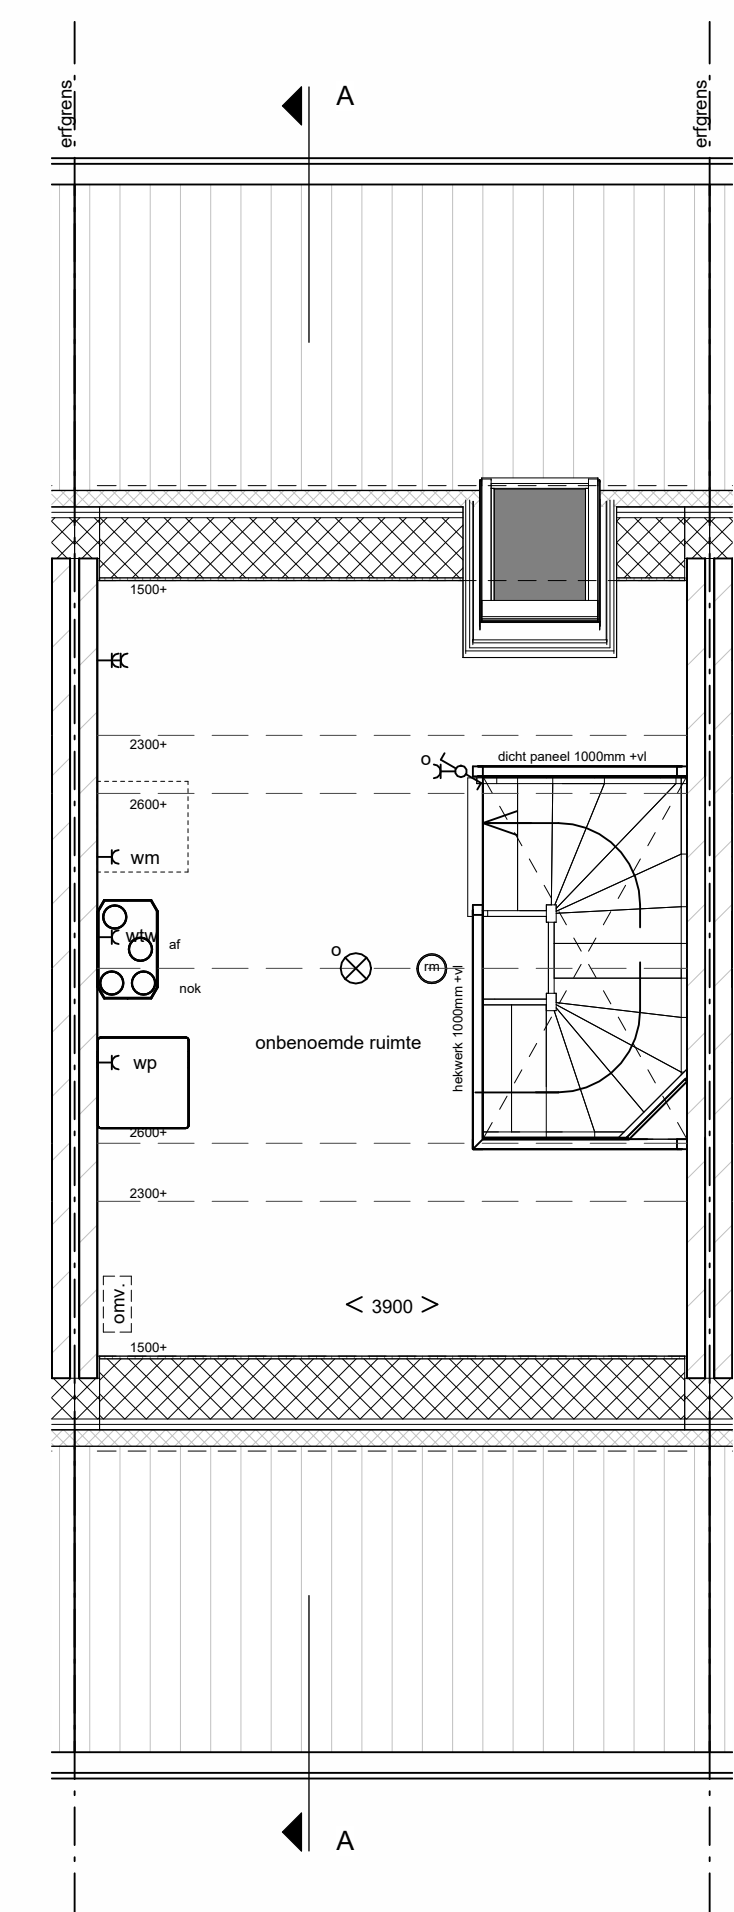 erfgrens
erfgrens
A
1500+
2300+
o
dicht paneel 1000mm +vl
2600+
wm
wtw
af
o
rm
nok
hekwerk 1000mm +vl
onbenoemde ruimte
wp
2600+
2300+
omv.
< 3900 >
1500+
A